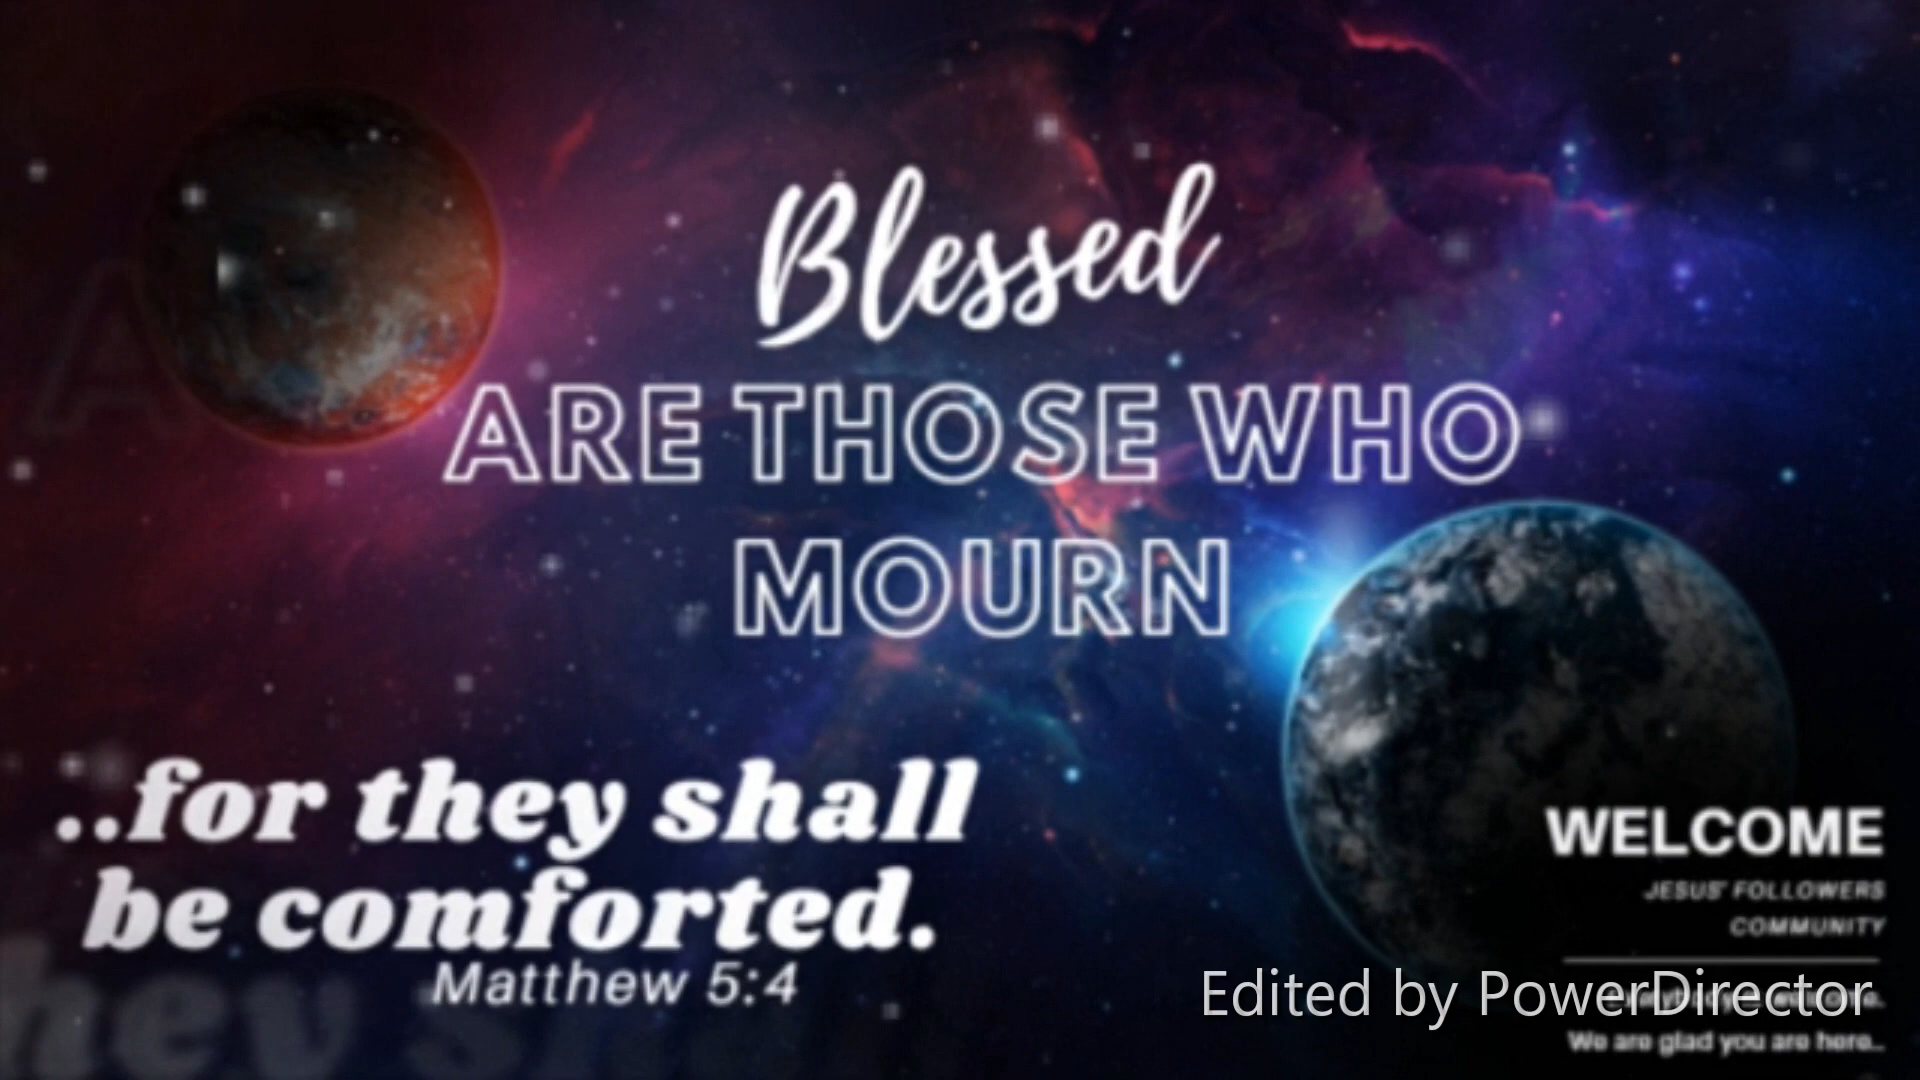 Blessed
ARE THOSE WHO
MOURN
..for they shall
be comforted.
Matthew 5:4
WELCOME
JESUS' FOLLOWERS
COMMUNITY
Edited by PowerDirector
We are glad you are here..